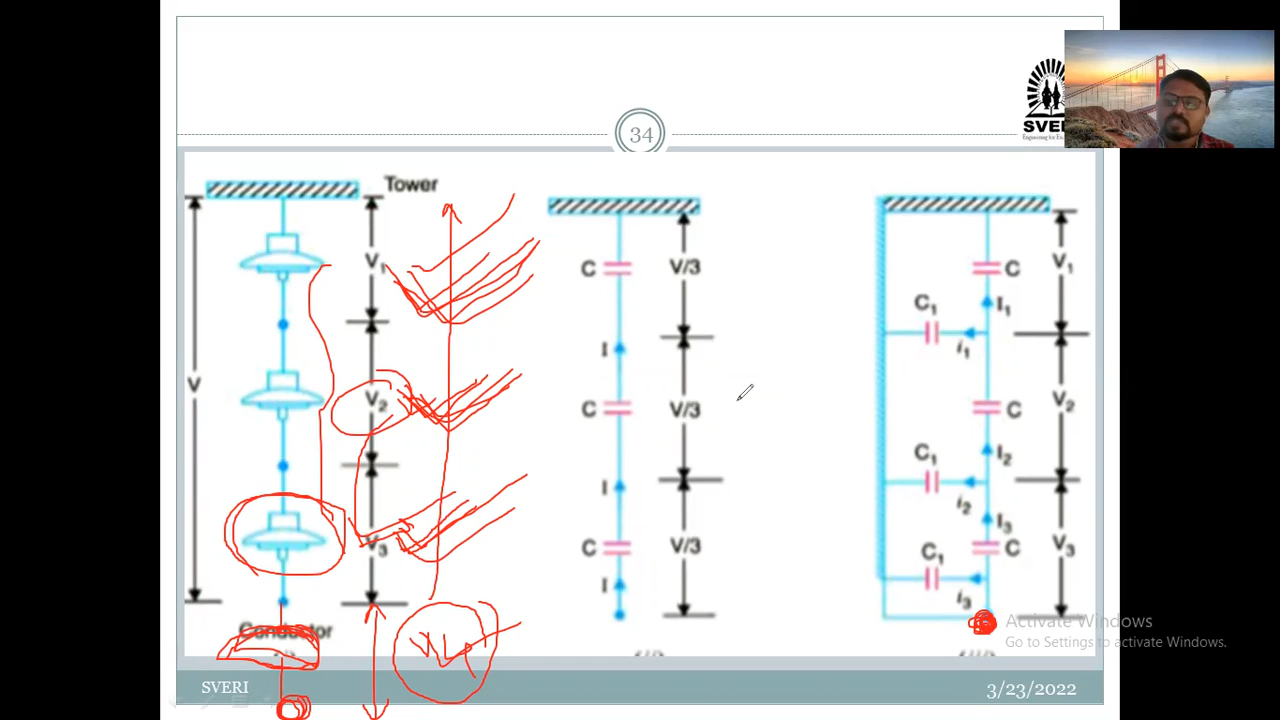 34
SVERI
Tower
V
V1
V2
V3
Conductor
C
V/3
I
C
V/3
I
C
V/3
I
C
V1
C1
I1
i1
C
V2
C1
I2
i2
I3
C
V3
C1
i3
Activate Windows
Go to Settings to activate Windows.
SVERI
3/23/2022